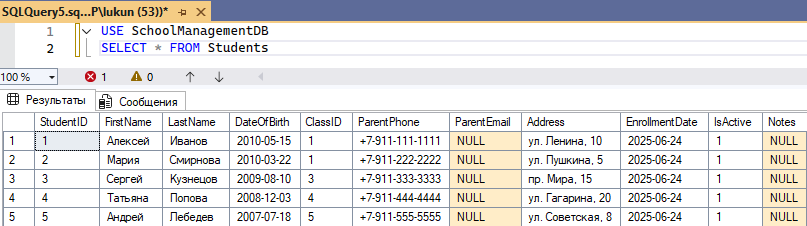 SQLQuery5.sq...P\lukun (53))*
1 USE SchoolManagementDB
2 SELECT * FROM Students
100 % 1 0
Результаты Сообщения
StudentID FirstName LastName DateOfBirth ClassID ParentPhone ParentEmail Address EnrollmentDate IsActive Notes
1 1 Алексей Иванов 2010-05-15 1 +7-911-111-1111 NULL ул. Ленина, 10 2025-06-24 1 NULL
2 2 Мария Смирнова 2010-03-22 1 +7-911-222-2222 NULL ул. Пушкина, 5 2025-06-24 1 NULL
3 3 Сергей Кузнецов 2009-08-10 3 +7-911-333-3333 NULL пр. Мира, 15 2025-06-24 1 NULL
4 4 Татьяна Попова 2008-12-03 4 +7-911-444-4444 NULL ул. Гагарина, 20 2025-06-24 1 NULL
5 5 Андрей Лебедев 2007-07-18 5 +7-911-555-5555 NULL ул. Советская, 8 2025-06-24 1 NULL